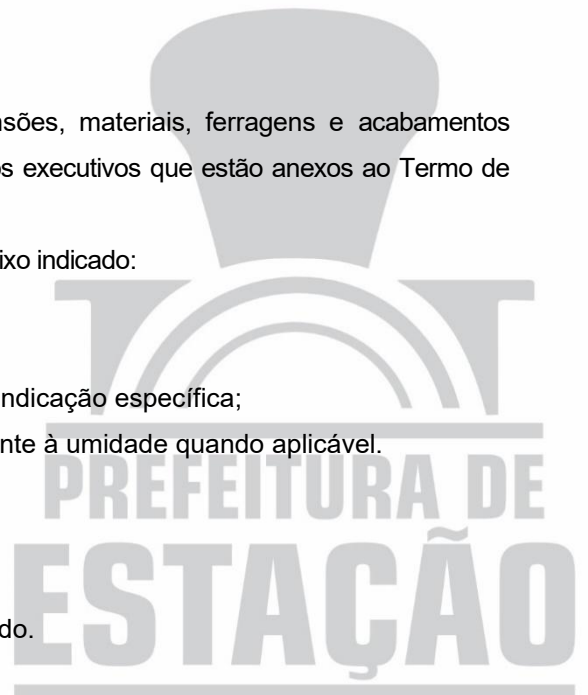 nsões, materiais, ferragens e acabamentos
os executivos que estão anexos ao Termo de
ixo indicado:
ndicação específica;
nte à umidade quando aplicável.
PREFEITURA DE
ESTAÇÃO
do.